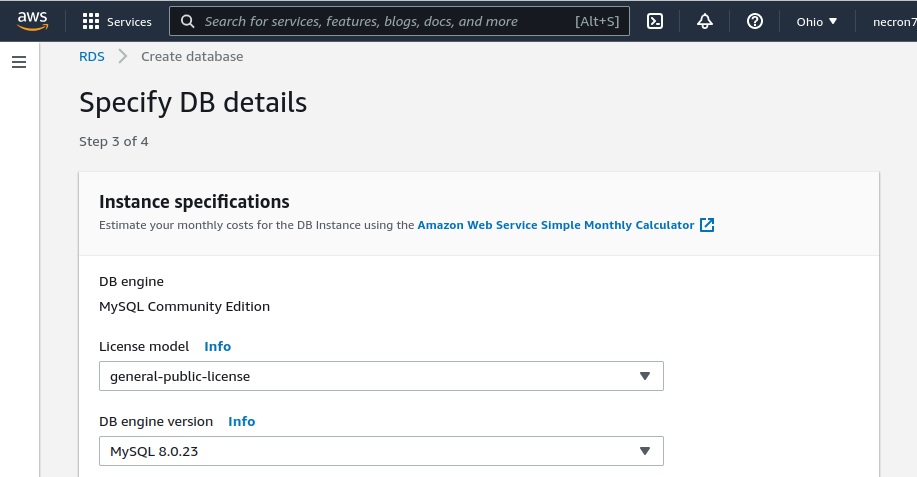 aws
Services
Search for services, features, blogs, docs, and more [Alt+S]
Ohio
necron7
RDS > Create database
Specify DB details
Step 3 of 4
Instance specifications
Estimate your monthly costs for the DB Instance using the Amazon Web Service Simple Monthly Calculator
DB engine
MySQL Community Edition
License model Info
general-public-license
DB engine version Info
MySQL 8.0.23